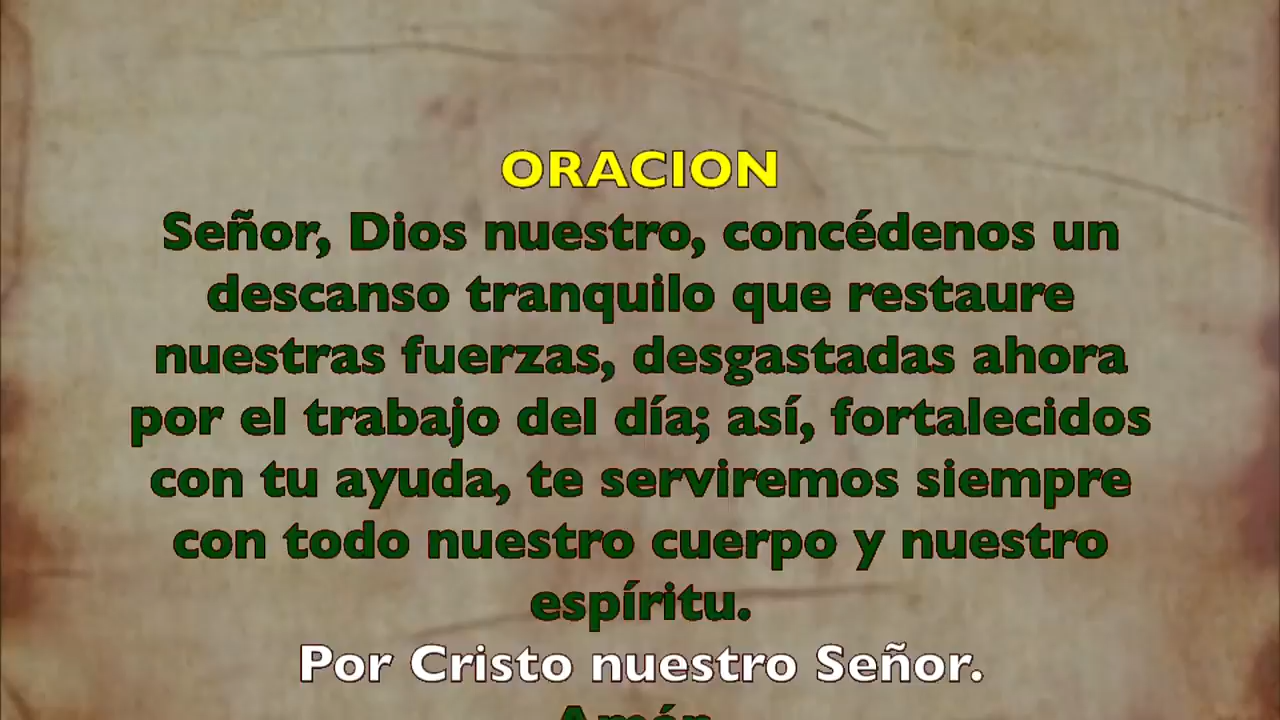 ORACION
Señor, Dios nuestro, concédenos un
descanso tranquilo que restaure
nuestras fuerzas, desgastadas ahora
por el trabajo del día; así, fortalecidos
con tu ayuda, te serviremos siempre
con todo nuestro cuerpo y nuestro
espíritu.
Por Cristo nuestro Señor.
Amén